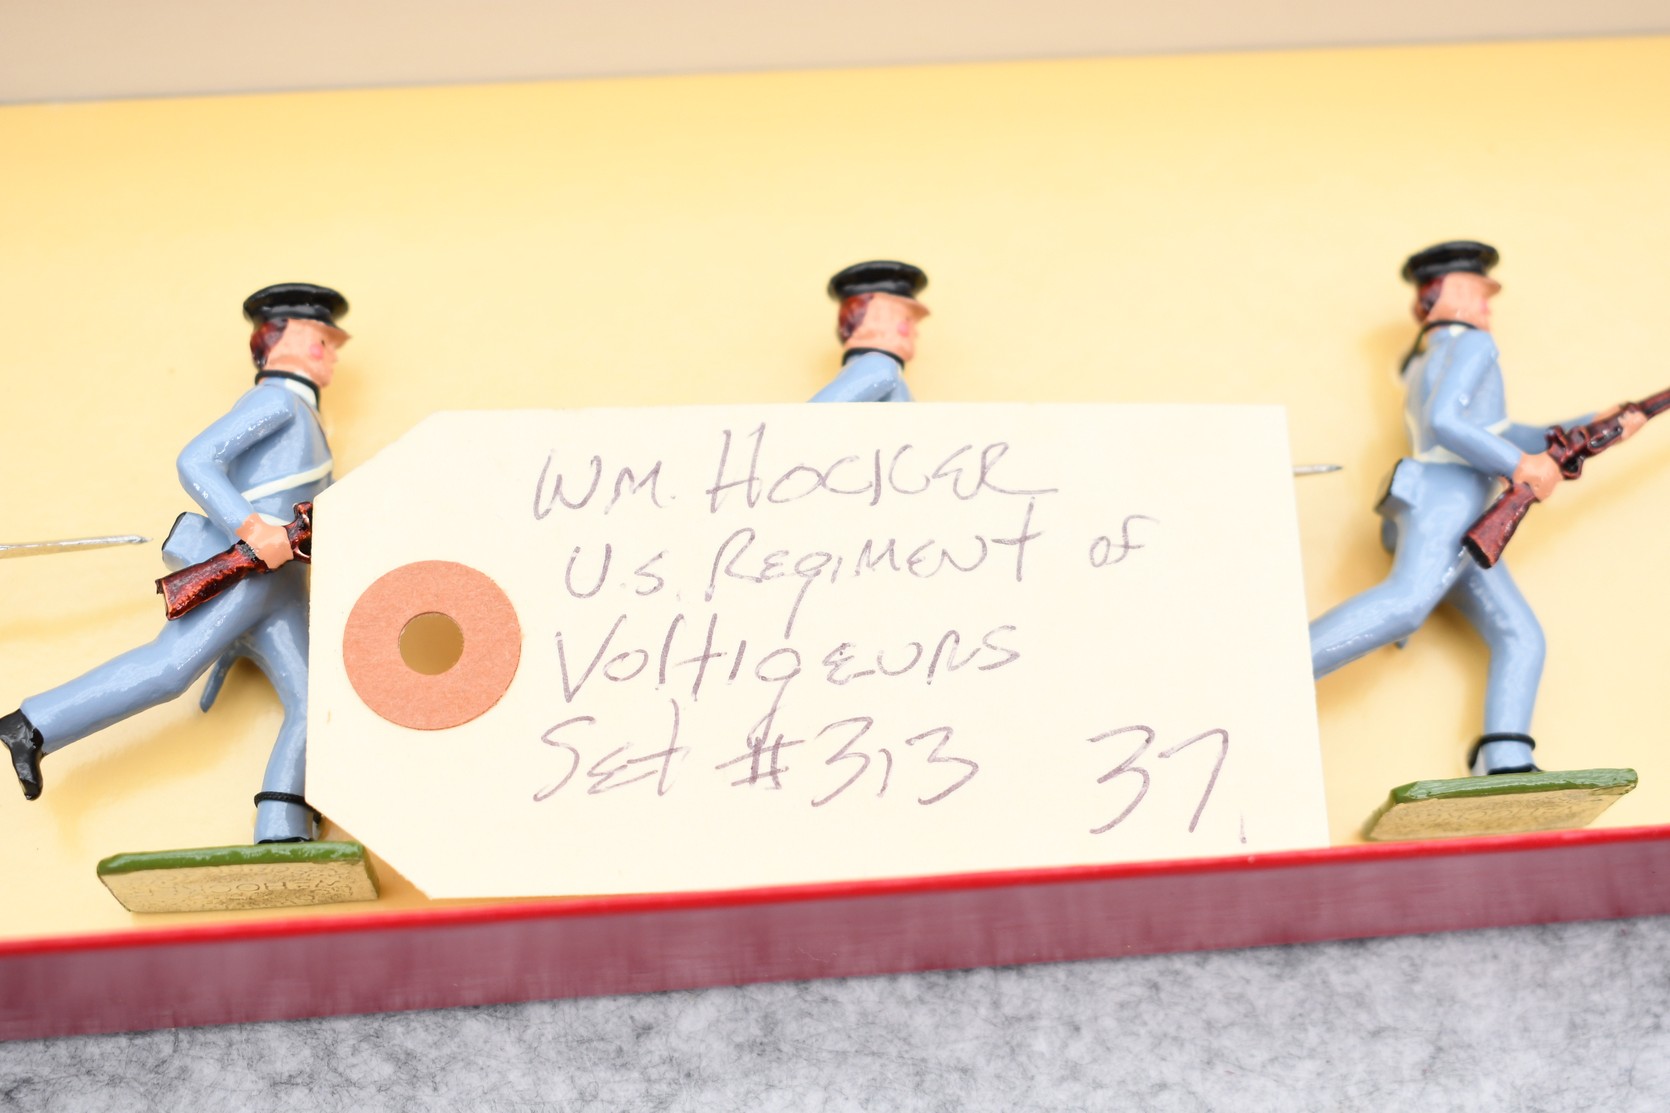 WM. HOCKER
U.S. REGIMENT of
VOLTIGEURS
SET #313 37